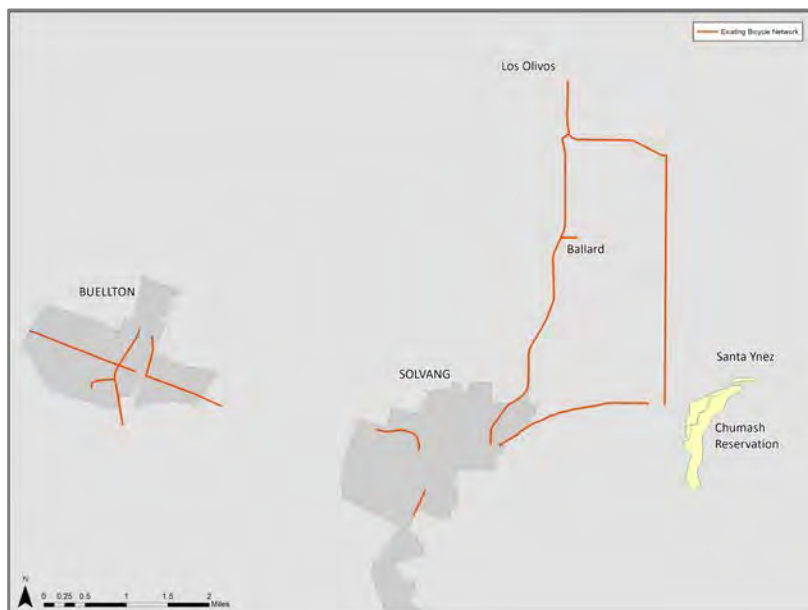 Existing Bicycle Network
Los Olivos
Ballard
BUELLTON
Santa Ynez
SOLVANG
Chumash
Reservation
N
0 0.25 0.5 1 1.5 2
Miles